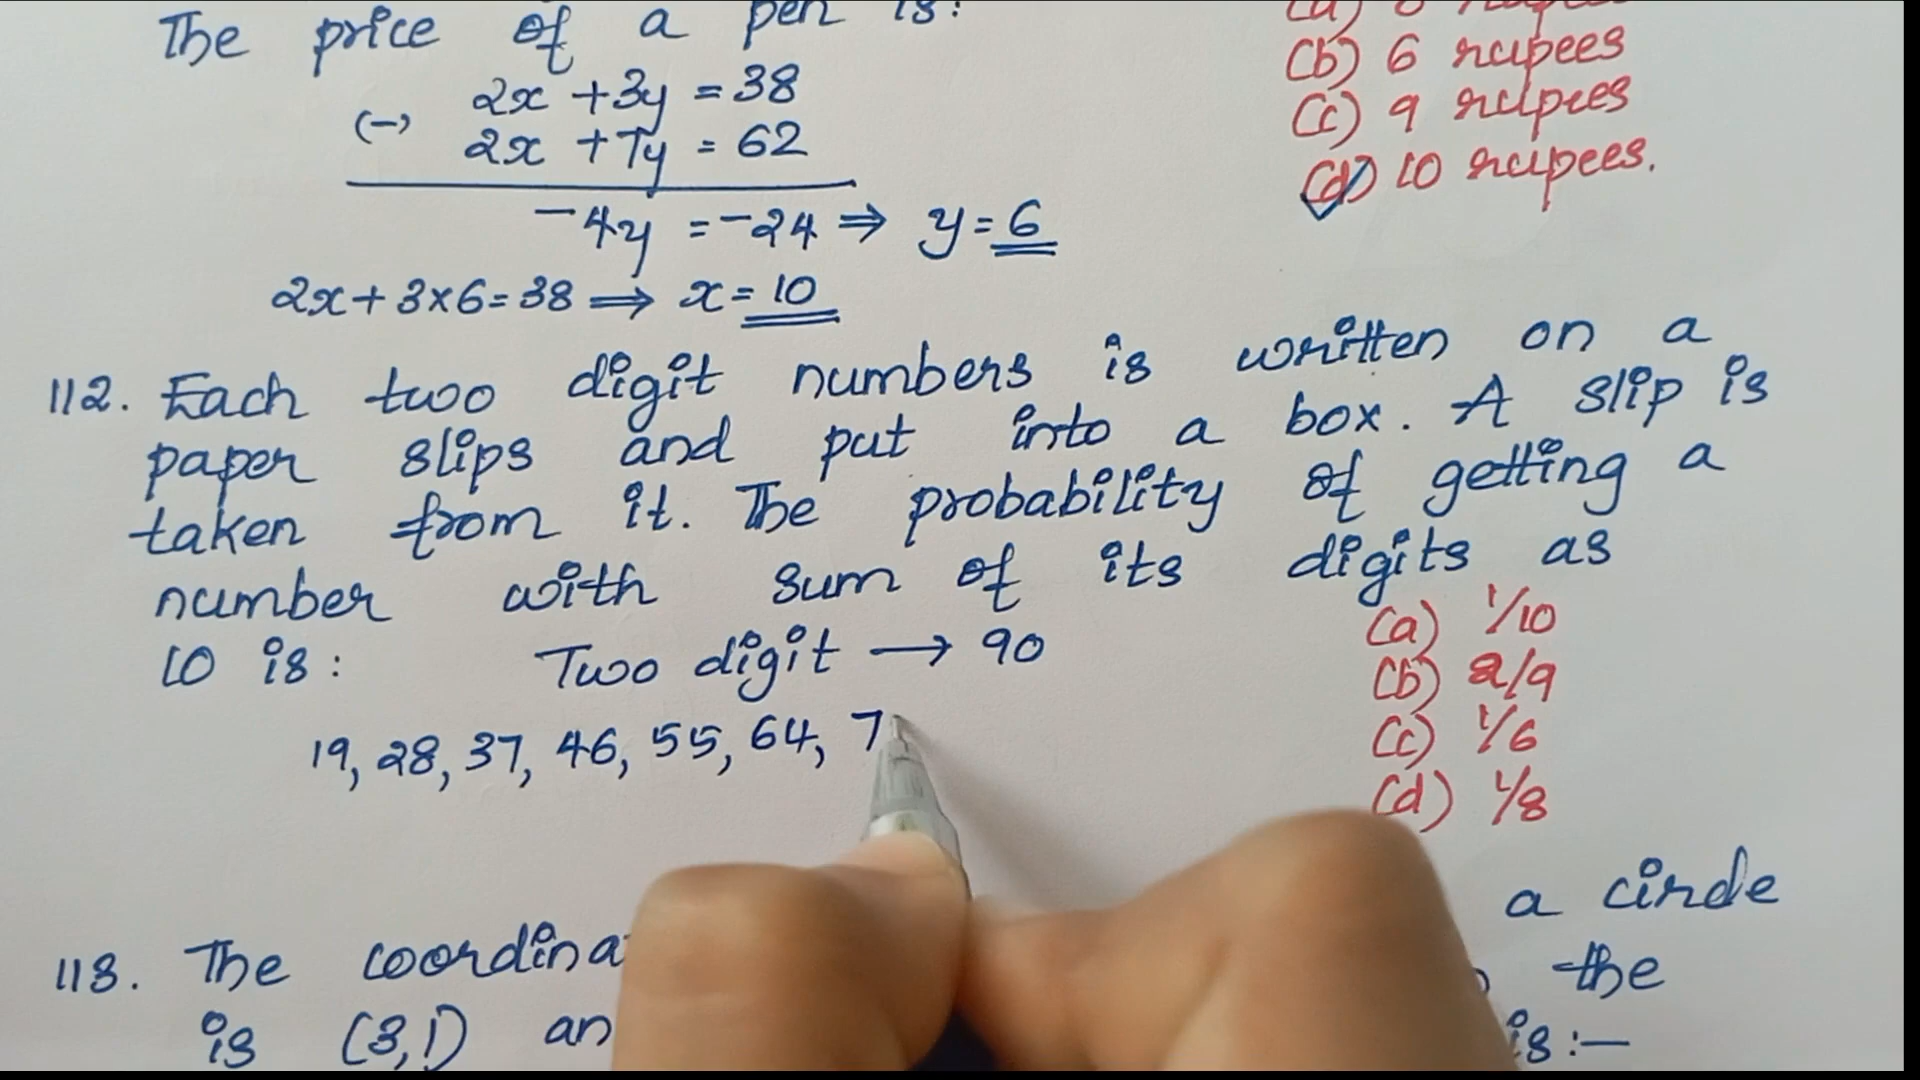 The price of a pen is:
(b) 6 rupees
2x + 3y = 38
(c) 9 rupees
(-) 2x + 7y = 62
(d) 10 rupees.
-4y = -24 ⇒ y = 6
2x + 3×6 = 38 ⟹ x = 10
112. Each two digit numbers is written on a
paper slips and put into a box. A slip is
taken from it. The probability of getting a
number with sum of its digits as
10 is: Two digit → 90
(a) 1/10
(b) 2/9
19, 28, 37, 46, 55, 64, 7
(c) 1/6
(d) 1/8
113. The a circle
is (3,1) the
is :-